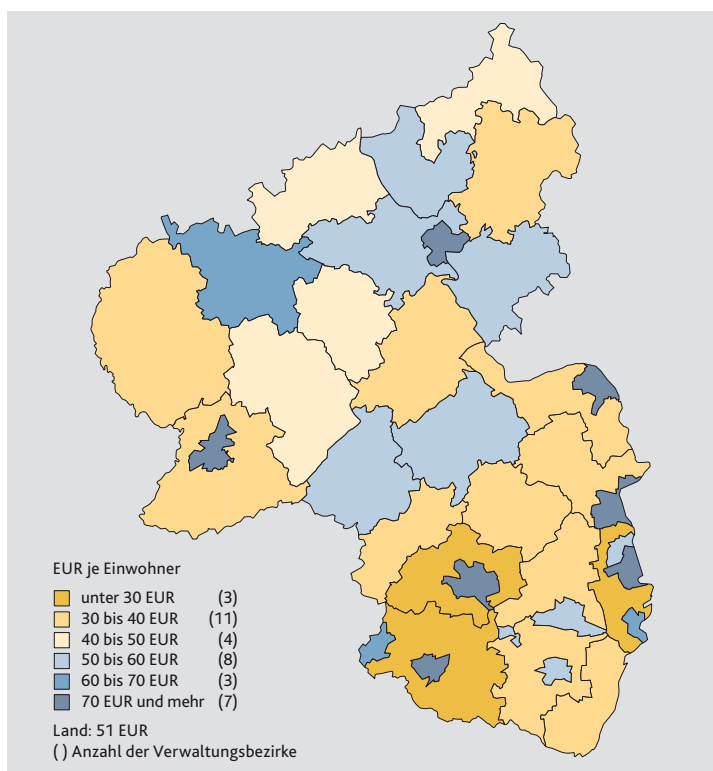 EUR je Einwohner
unter 30 EUR (3)
30 bis 40 EUR (11)
40 bis 50 EUR (4)
50 bis 60 EUR (8)
60 bis 70 EUR (3)
70 EUR und mehr (7)
Land: 51 EUR
( ) Anzahl der Verwaltungsbezirke